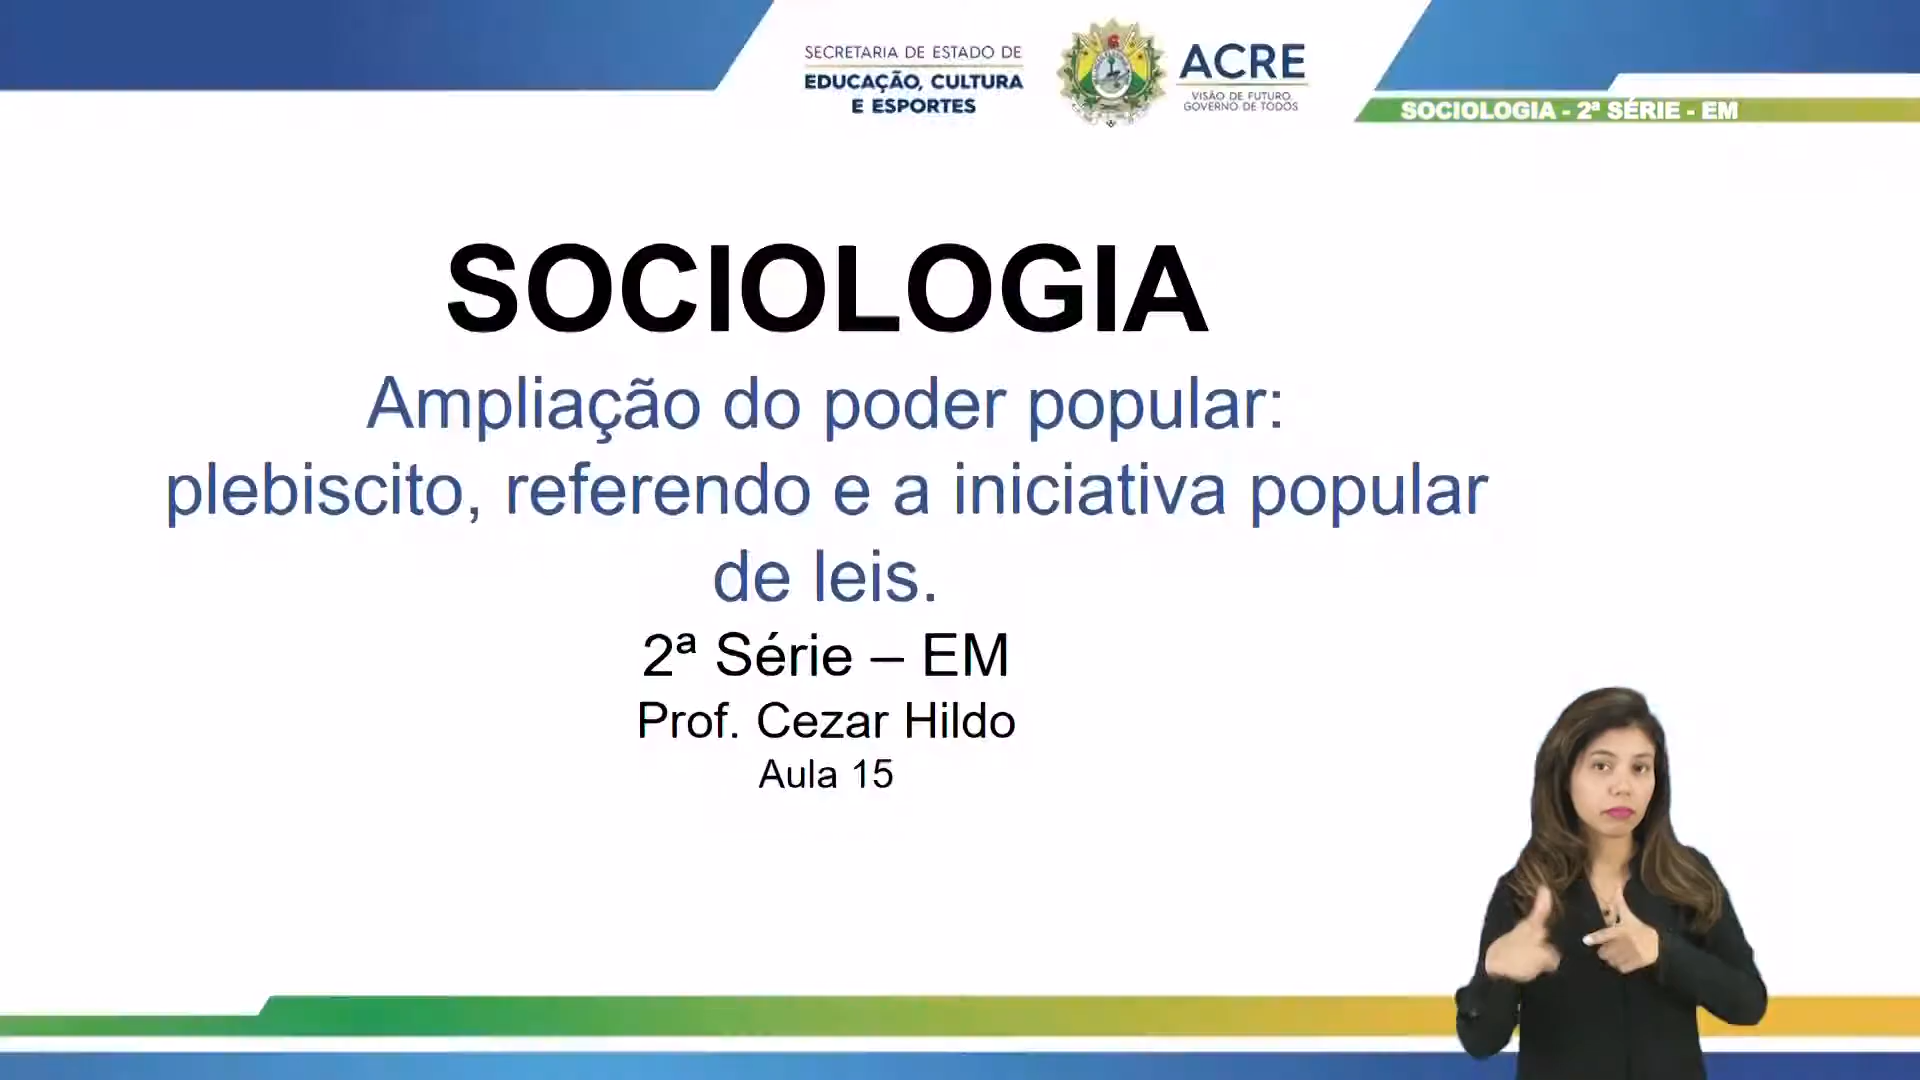 SECRETARIA DE ESTADO DE
EDUCAÇÃO, CULTURA
E ESPORTES
ACRE
VISÃO DE FUTURO,
GOVERNO DE TODOS
SOCIOLOGIA - 2ª SÉRIE - EM
SOCIOLOGIA
Ampliação do poder popular:
plebiscito, referendo e a iniciativa popular
de leis.
2ª Série – EM
Prof. Cezar Hildo
Aula 15